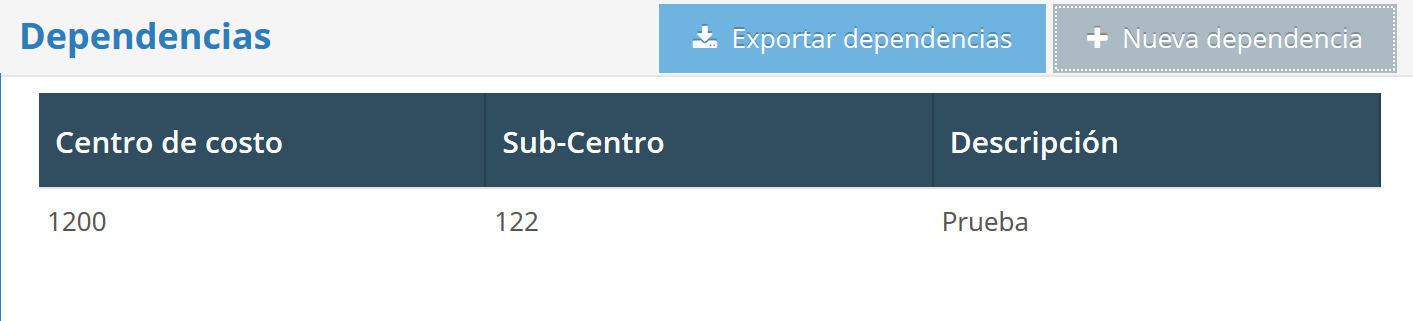 Dependencias
Exportar dependencias
Nueva dependencia
Centro de costo
Sub-Centro
Descripción
1200
122
Prueba